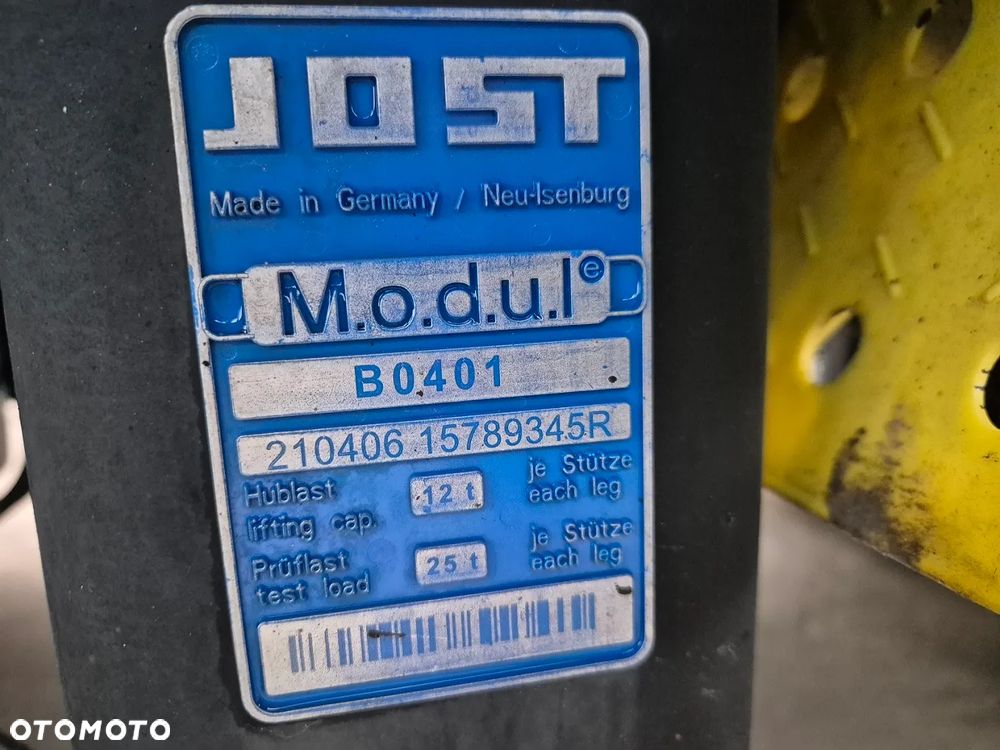 JOST
Made in Germany / Neu-Isenburg
M.o.d.u.l e
B0401
210406 15789345R
Hublast 12 t je Stütze
lifting cap. each leg
Prüflast 25 t je Stütze
test load each leg
OTOMOTO